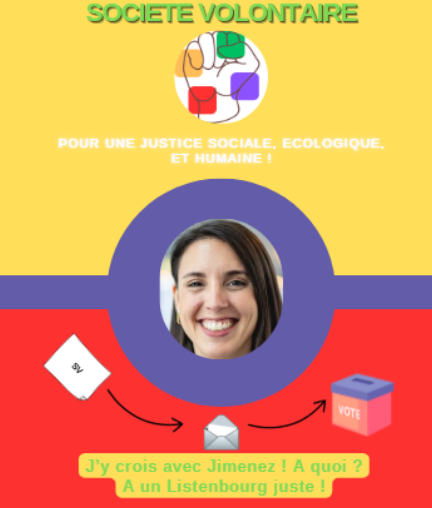 SOCIETE VOLONTAIRE
POUR UNE JUSTICE SOCIALE, ECOLOGIQUE,
ET HUMAINE !
SV
VOTE
J'y crois avec Jimenez ! A quoi ?
A un Listenbourg juste !